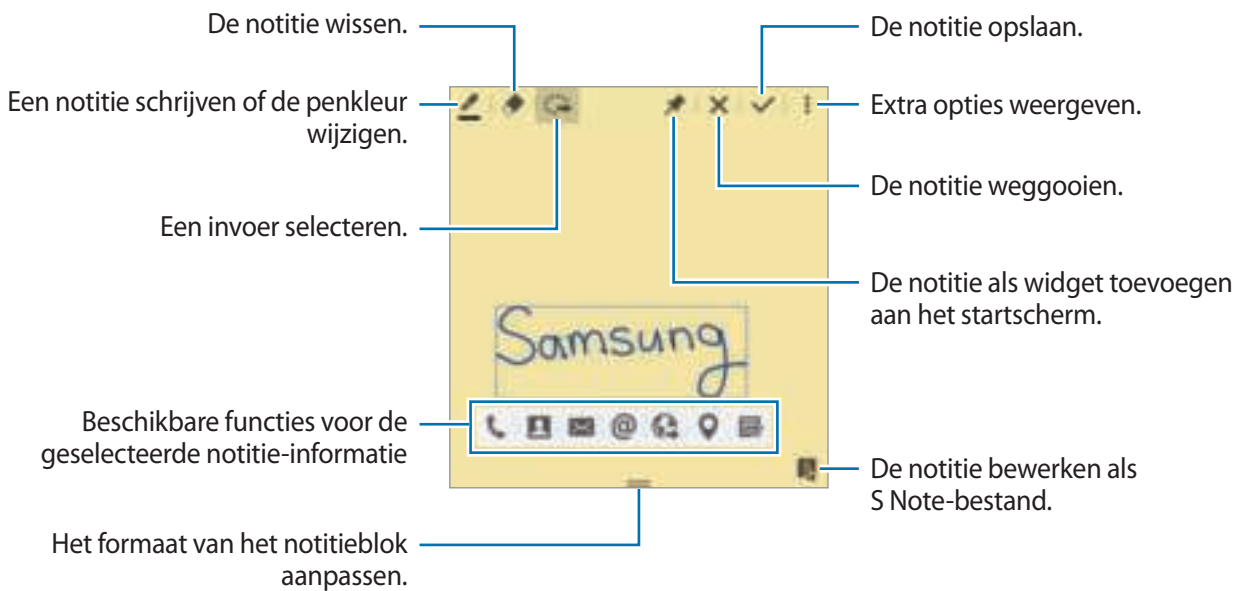 De notitie wissen.
Een notitie schrijven of de penkleur
wijzigen.
Een invoer selecteren.
Beschikbare functies voor de
geselecteerde notitie-informatie
Het formaat van het notitieblok
aanpassen.
Samsung
De notitie opslaan.
Extra opties weergeven.
De notitie weggooien.
De notitie als widget toevoegen
aan het startscherm.
De notitie bewerken als
S Note-bestand.